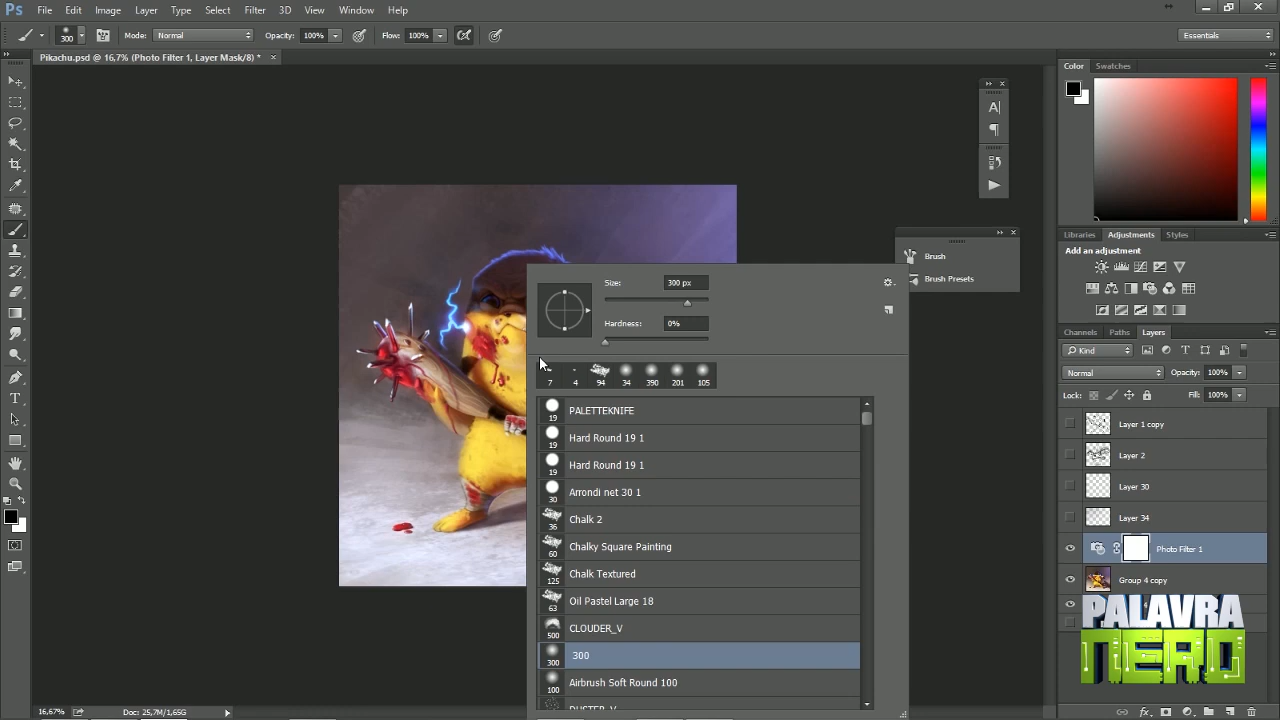 Ps File Edit Image Layer Type Select Filter 3D View Window Help
300 Mode: Normal Opacity: 100% Flow: 100% Essentials
Pikachu.psd @ 16,7% (Photo Filter 1, Layer Mask/8) * ×
Color Swatches
Libraries Adjustments Styles
Add an adjustment
Brush
Brush Presets
Size: 300 px
Hardness: 0%
7 4 94 34 390 201 105
19 PALETTEKNIFE
19 Hard Round 19 1
19 Hard Round 19 1
30 Arrondi net 30 1
36 Chalk 2
60 Chalky Square Painting
125 Chalk Textured
63 Oil Pastel Large 18
500 CLOUDER_V
300 300
100 Airbrush Soft Round 100
DUSTER_V
Channels Paths Layers
Kind
Normal Opacity: 100%
Lock: Fill: 100%
Layer 1 copy
Layer 2
Layer 30
Layer 34
Photo Filter 1
Group 4 copy
PALAVRA
NERD
16,67% Doc: 25,7M/1,65G